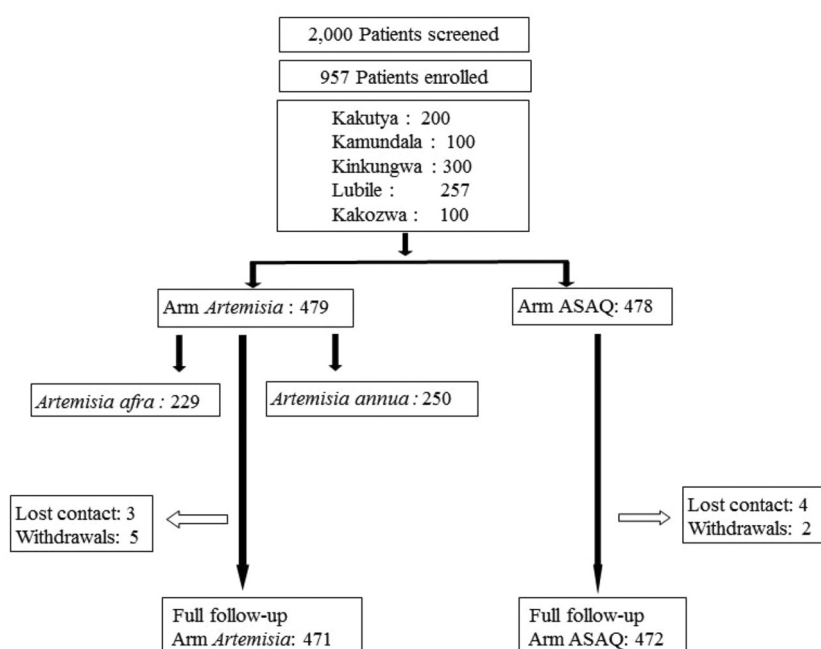 2,000 Patients screened
957 Patients enrolled
Kakutya : 200
Kamundala : 100
Kinkungwa : 300
Lubile : 257
Kakozwa : 100
Arm Artemisia : 479
Arm ASAQ: 478
Artemisia afra : 229
Artemisia annua : 250
Lost contact: 3
Withdrawals: 5
Lost contact: 4
Withdrawals: 2
Full follow-up
Arm Artemisia: 471
Full follow-up
Arm ASAQ: 472